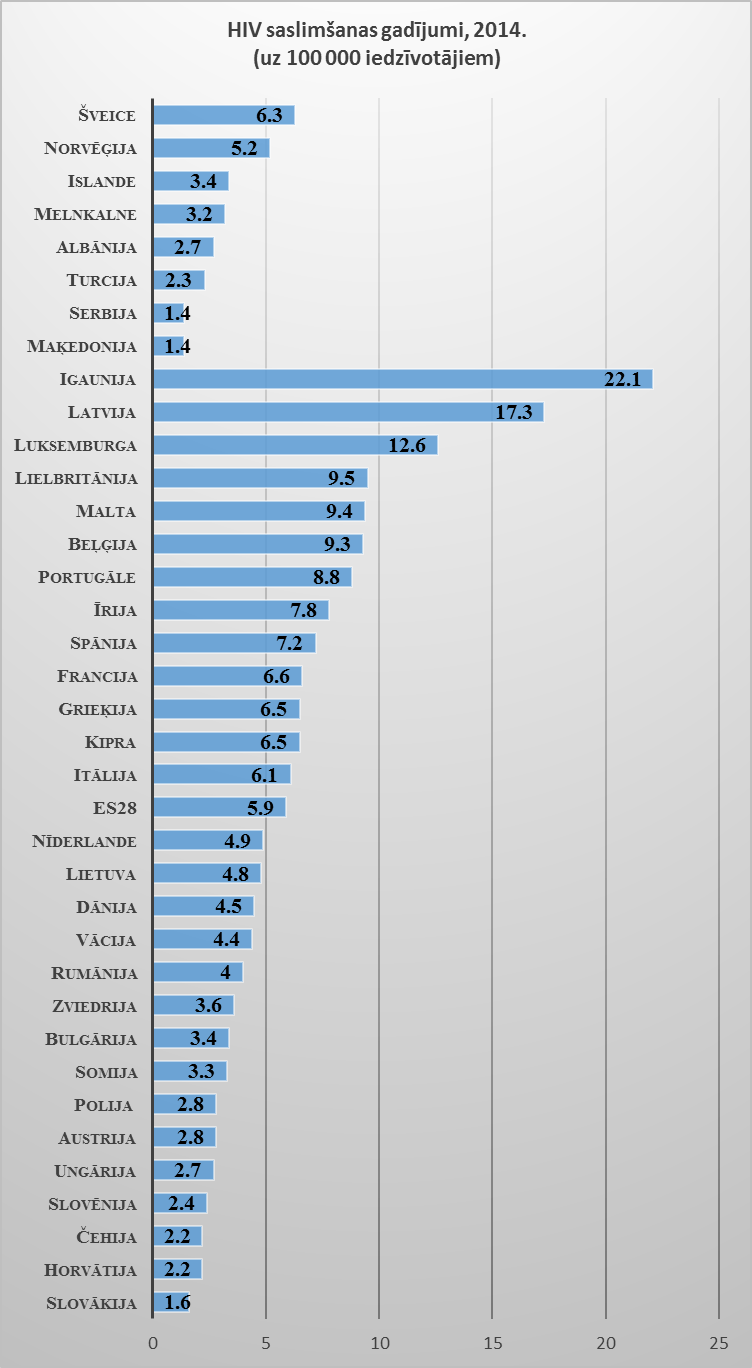 HIV saslimšanas gadījumi, 2014.
(uz 100 000 iedzīvotājiem)
Šveice 6.3
Norvēģija 5.2
Islande 3.4
Melnkalne 3.2
Albānija 2.7
Turcija 2.3
Serbija 1.4
Maķedonija 1.4
Igaunija 22.1
Latvija 17.3
Luksemburga 12.6
Lielbritānija 9.5
Malta 9.4
Beļģija 9.3
Portugāle 8.8
Īrija 7.8
Spānija 7.2
Francija 6.6
Grieķija 6.5
Kipra 6.5
Itālija 6.1
ES28 5.9
Nīderlande 4.9
Lietuva 4.8
Dānija 4.5
Vācija 4.4
Rumānija 4
Zviedrija 3.6
Bulgārija 3.4
Somija 3.3
Polija 2.8
Austrija 2.8
Ungārija 2.7
Slovēnija 2.4
Čehija 2.2
Horvātija 2.2
Slovākija 1.6
0 5 10 15 20 25